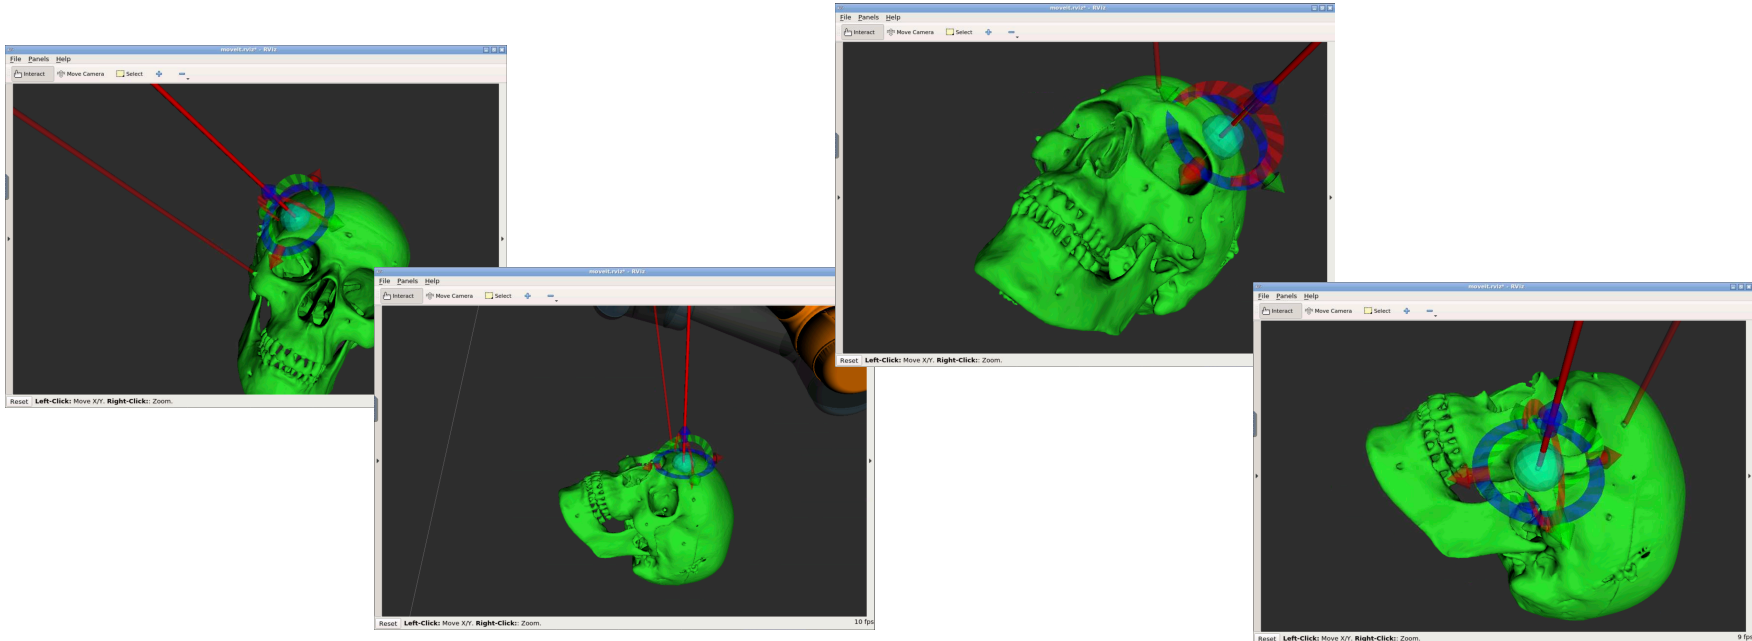 moveit.rviz* - RViz
File Panels Help
Interact Move Camera Select
Reset Left-Click: Move X/Y. Right-Click:: Zoom.
moveit.rviz* - RViz
File Panels Help
Interact Move Camera Select
Reset Left-Click: Move X/Y. Right-Click:: Zoom.
10 fps
moveit.rviz* - RViz
File Panels Help
Interact Move Camera Select
Reset Left-Click: Move X/Y. Right-Click:: Zoom.
moveit.rviz* - RViz
File Panels Help
Interact Move Camera Select
Reset Left-Click: Move X/Y. Right-Click:: Zoom.
9 fps